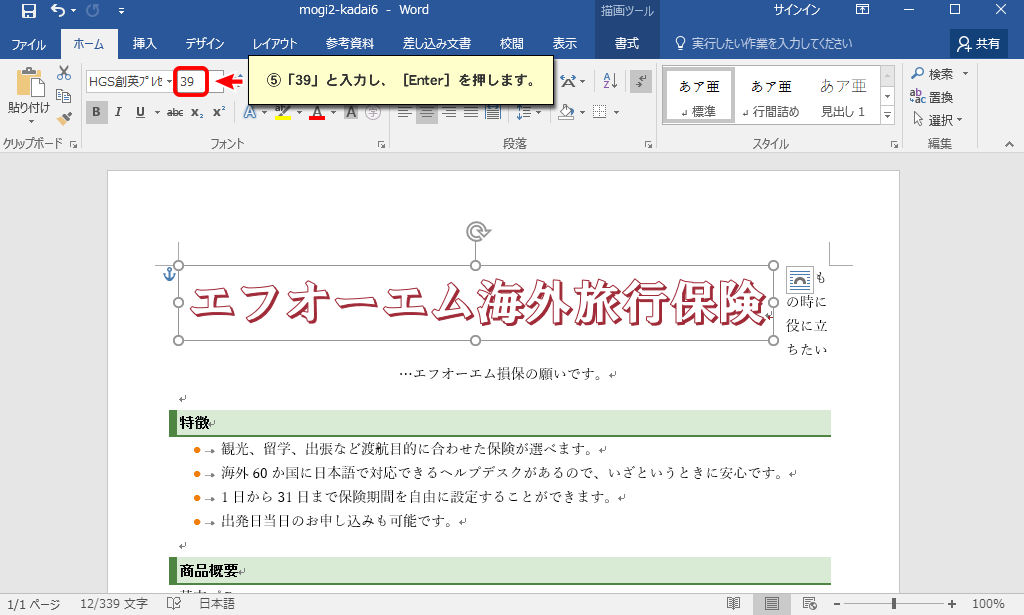 mogi2-kadai6 - Word
描画ツール
サインイン
ファイル ホーム 挿入 デザイン レイアウト 参考資料 差し込み文書 校閲 表示 書式 実行したい作業を入力してください 共有
HGS創英プレゼ 39
⑤「39」と入力し、［Enter］を押します。
貼り付け
B I U abc x₂ x² A A A 字
あア亜 あア亜 あア亜
標準 行間詰め 見出し 1
検索
置換
選択
クリップボード フォント 段落 スタイル 編集
エフオーエム海外旅行保険
も
の時に
役に立
ちたい
…エフオーエム損保の願いです。
特徴
観光、留学、出張など渡航目的に合わせた保険が選べます。
海外 60 か国に日本語で対応できるヘルプデスクがあるので、いざというときに安心です。
1 日から 31 日まで保険期間を自由に設定することができます。
出発日当日のお申し込みも可能です。
商品概要
1/1 ページ 12/339 文字 日本語 100%